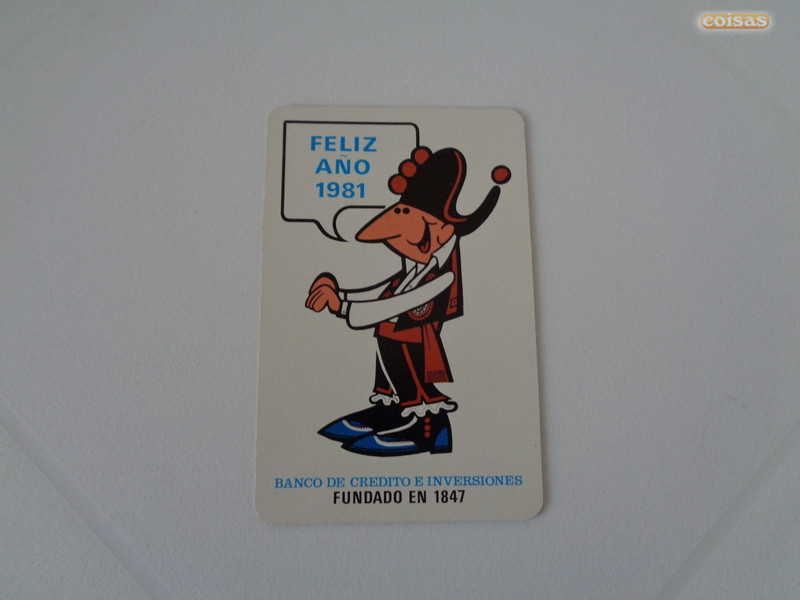 coisas
FELIZ
AÑO
1981
BANCO DE CREDITO E INVERSIONES
FUNDADO EN 1847